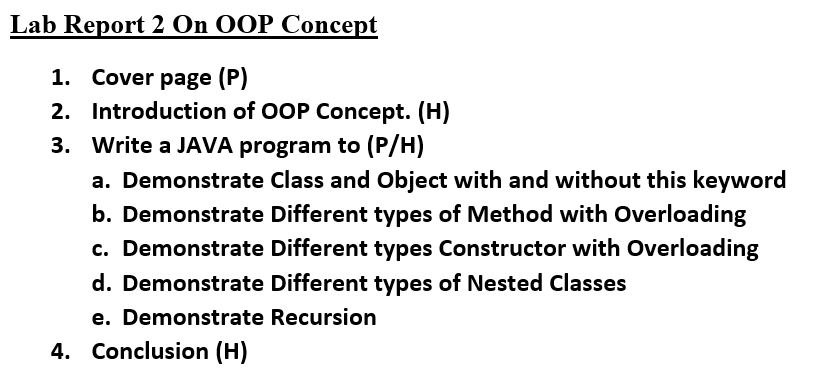 Lab Report 2 On OOP Concept
1. Cover page (P)
2. Introduction of OOP Concept. (H)
3. Write a JAVA program to (P/H)
a. Demonstrate Class and Object with and without this keyword
b. Demonstrate Different types of Method with Overloading
c. Demonstrate Different types Constructor with Overloading
d. Demonstrate Different types of Nested Classes
e. Demonstrate Recursion
4. Conclusion (H)